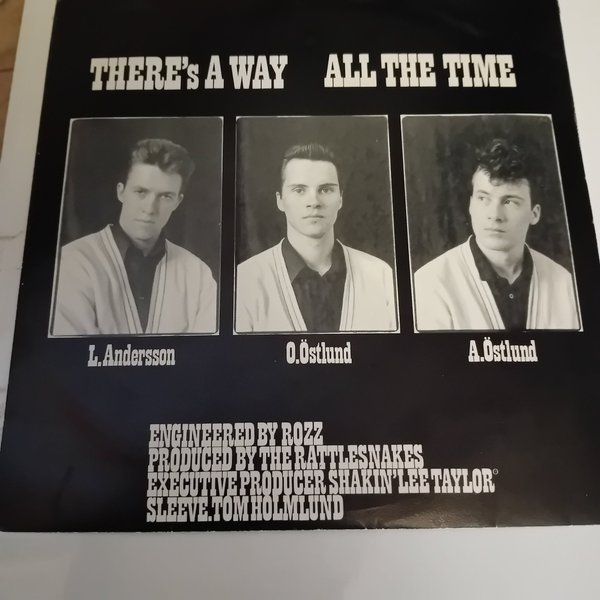 THERE's A WAY ALL THE TIME
L. Andersson O.Östlund A.Östlund
ENGINEERED BY ROZZ
PRODUCED BY THE RATTLESNAKES
EXECUTIVE PRODUCER SHAKIN' LEE TAYLOR
SLEEVE. TOM HOLMLUND